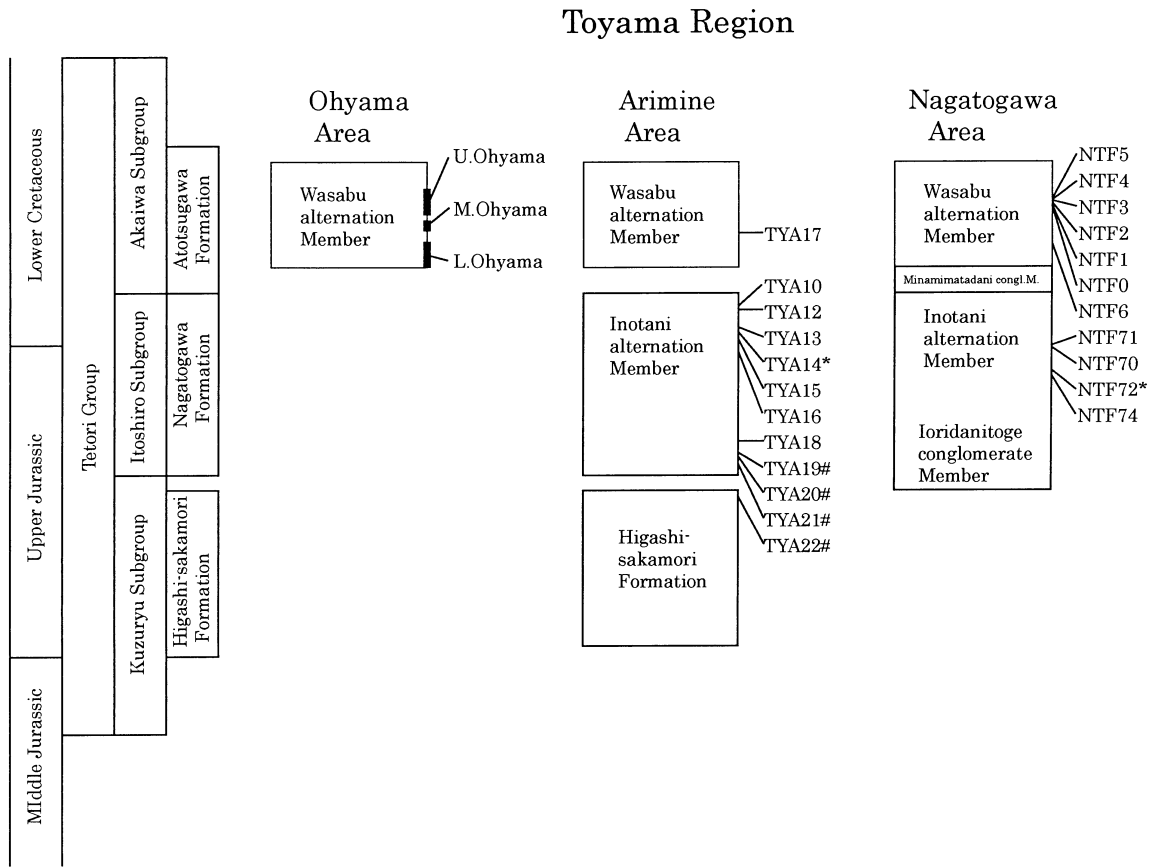 Toyama Region
Lower Cretaceous
Upper Jurassic
MIddle Jurassic
Tetori Group
Akaiwa Subgroup
Itoshiro Subgroup
Kuzuryu Subgroup
Atotsugawa
Formation
Nagatogawa
Formation
Higashi-sakamori
Formation
Ohyama
Area
Wasabu
alternation
Member
U.Ohyama
M.Ohyama
L.Ohyama
Arimine
Area
Wasabu
alternation
Member
TYA17
Inotani
alternation
Member
TYA10
TYA12
TYA13
TYA14*
TYA15
TYA16
TYA18
TYA19#
TYA20#
TYA21#
TYA22#
Higashi-
sakamori
Formation
Nagatogawa
Area
Wasabu
alternation
Member
Minamimatadani congl.M.
Inotani
alternation
Member
Ioridanitoge
conglomerate
Member
NTF5
NTF4
NTF3
NTF2
NTF1
NTF0
NTF6
NTF71
NTF70
NTF72*
NTF74